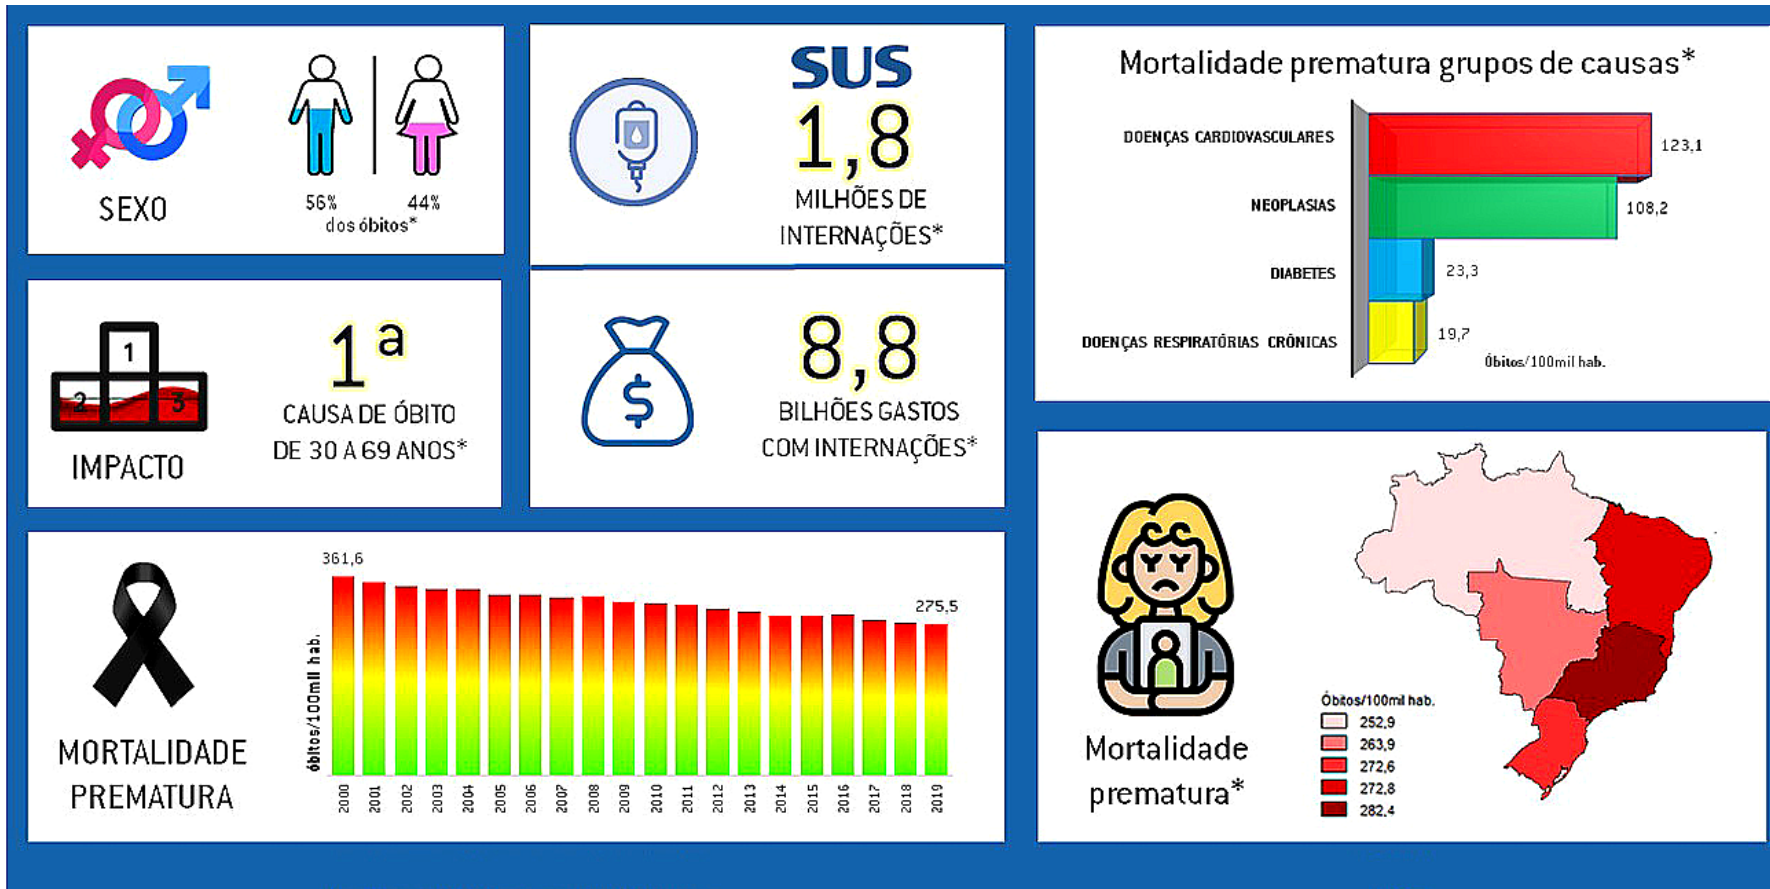 SEXO
56%
44%
dos óbitos*
SUS
1,8
MILHÕES DE
INTERNAÇÕES*
Mortalidade prematura grupos de causas*
DOENÇAS CARDIOVASCULARES
123,1
NEOPLASIAS
108,2
DIABETES
23,3
DOENÇAS RESPIRATÓRIAS CRÔNICAS
19,7
Óbitos/100mil hab.
1
2
3
IMPACTO
1ª
CAUSA DE ÓBITO
DE 30 A 69 ANOS*
$
8,8
BILHÕES GASTOS
COM INTERNAÇÕES*
MORTALIDADE
PREMATURA
óbitos/100mil hab.
361,6
275,5
2000
2001
2002
2003
2004
2005
2006
2007
2008
2009
2010
2011
2012
2013
2014
2015
2016
2017
2018
2019
Mortalidade
prematura*
Óbitos/100mil hab.
252,9
263,9
272,6
272,8
282,4